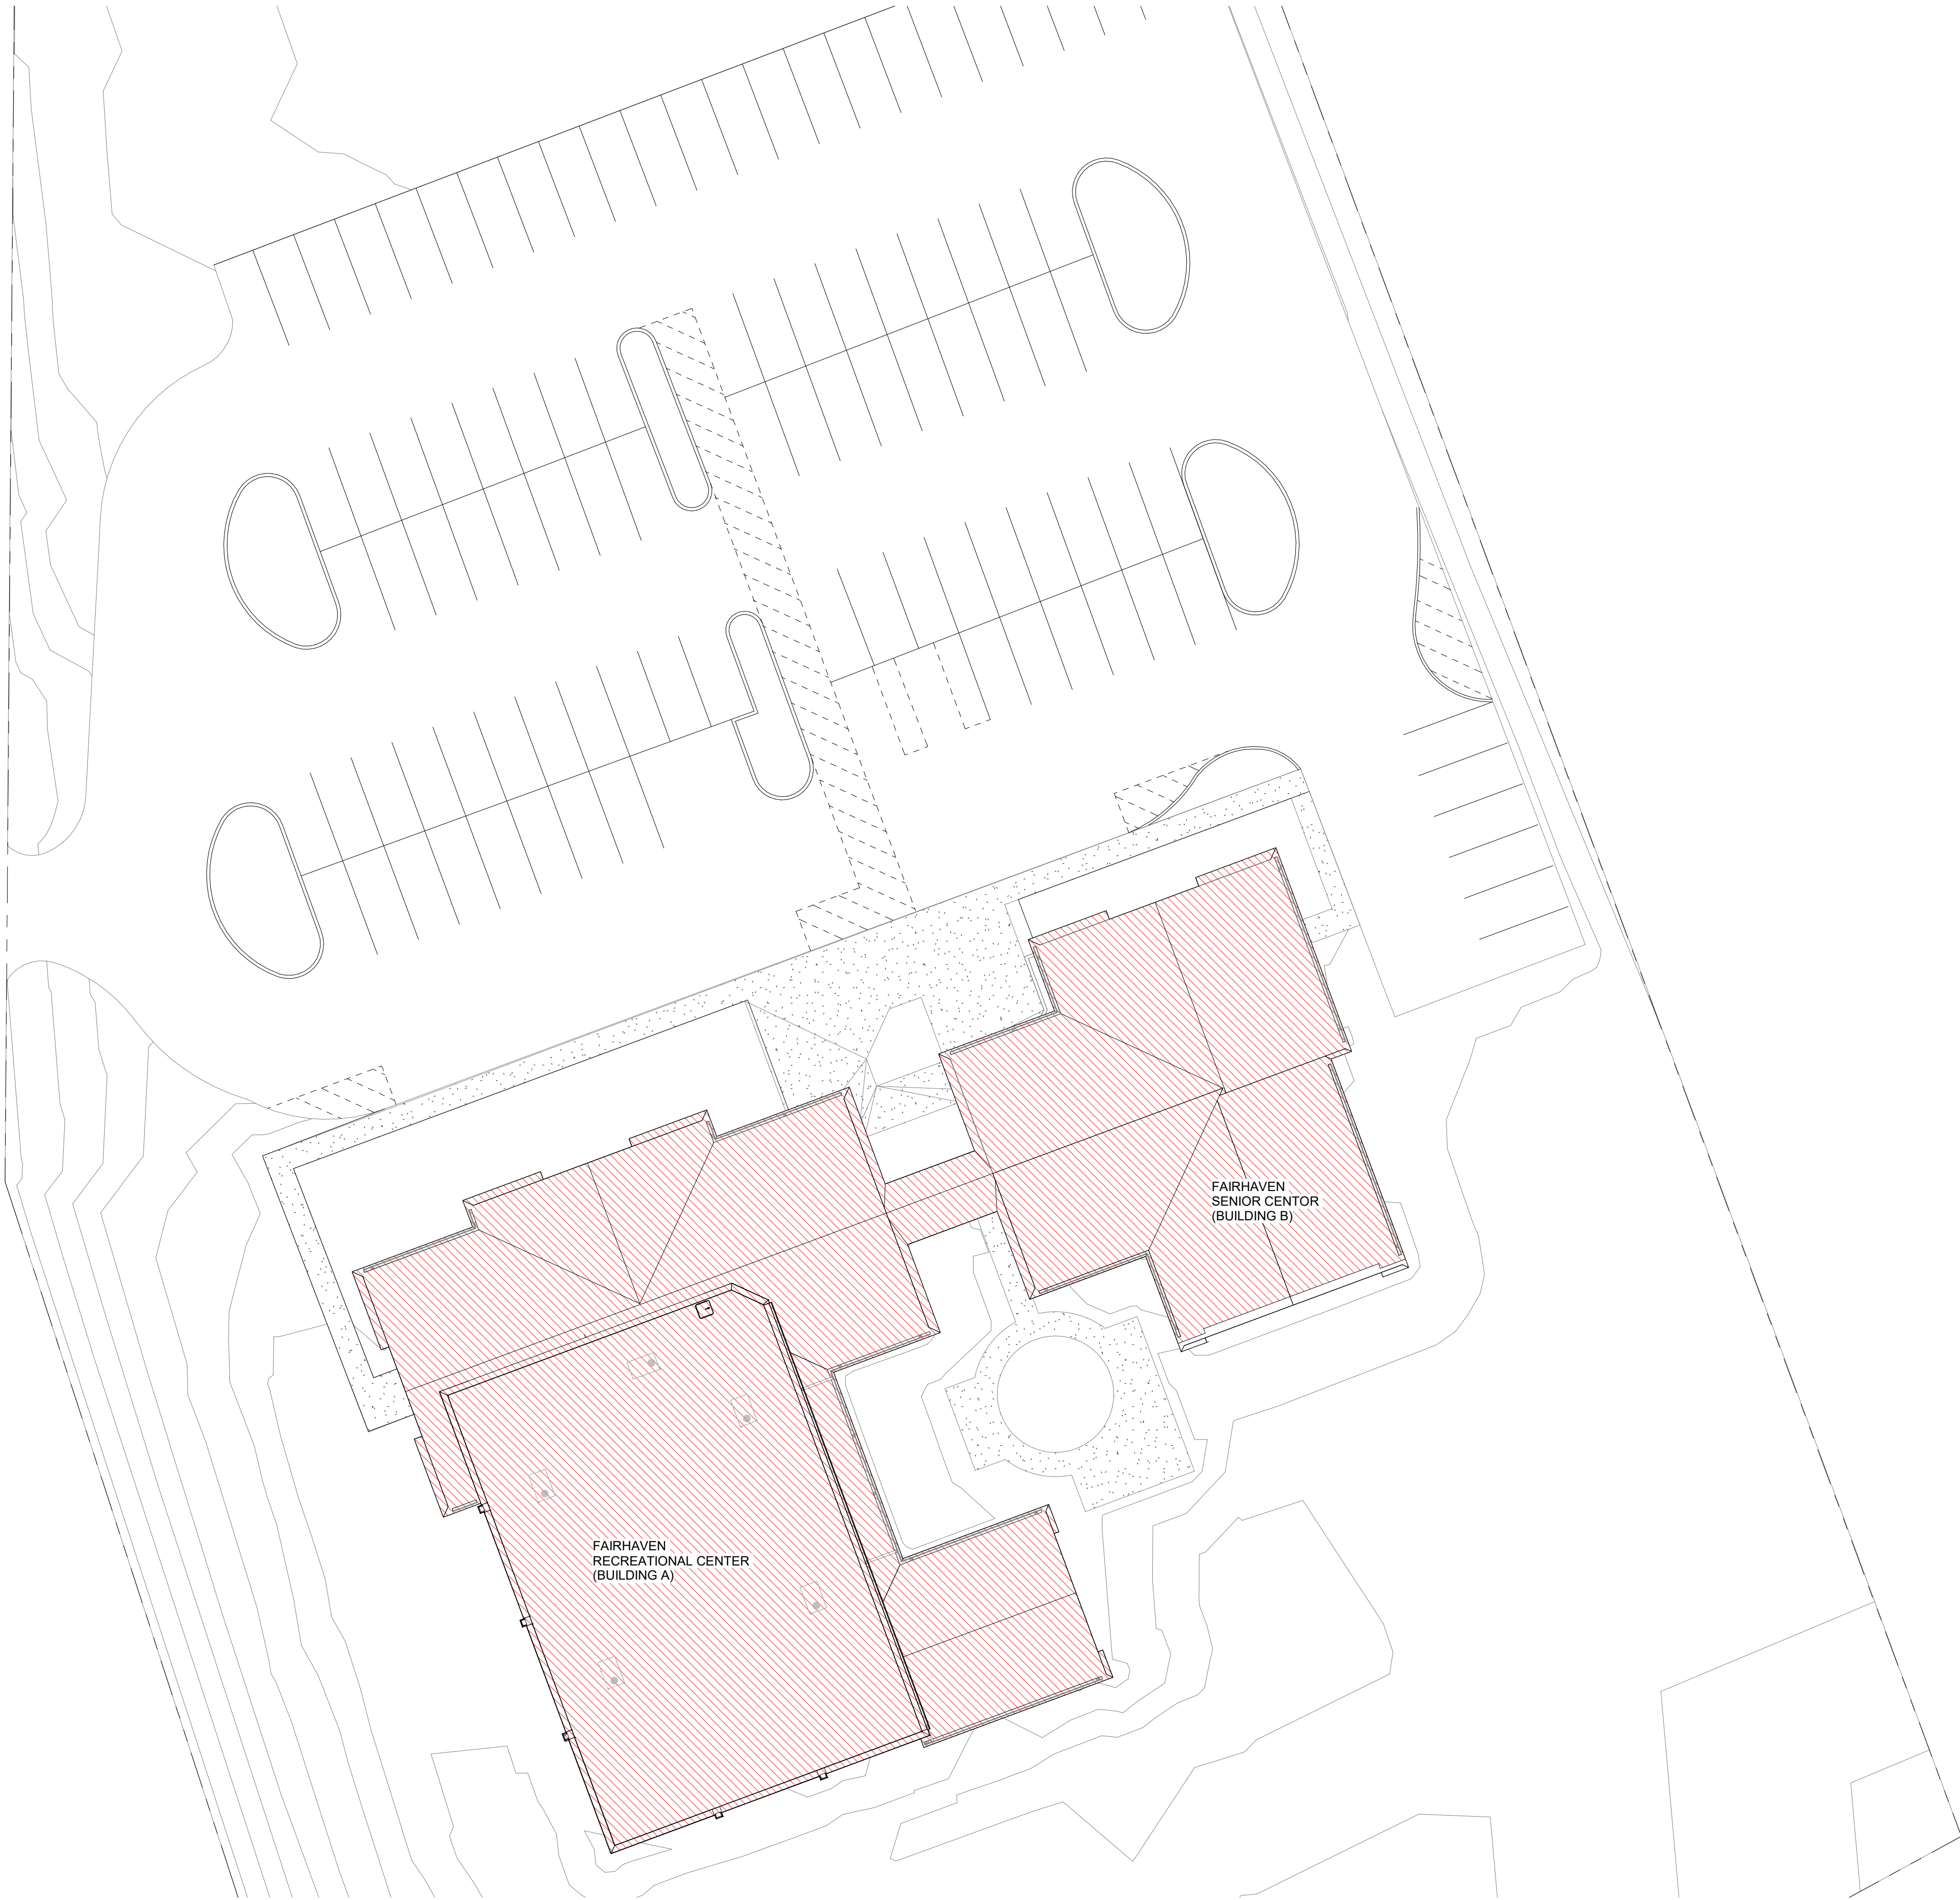 FAIRHAVEN
SENIOR CENTOR
(BUILDING B)
FAIRHAVEN
RECREATIONAL CENTER
(BUILDING A)